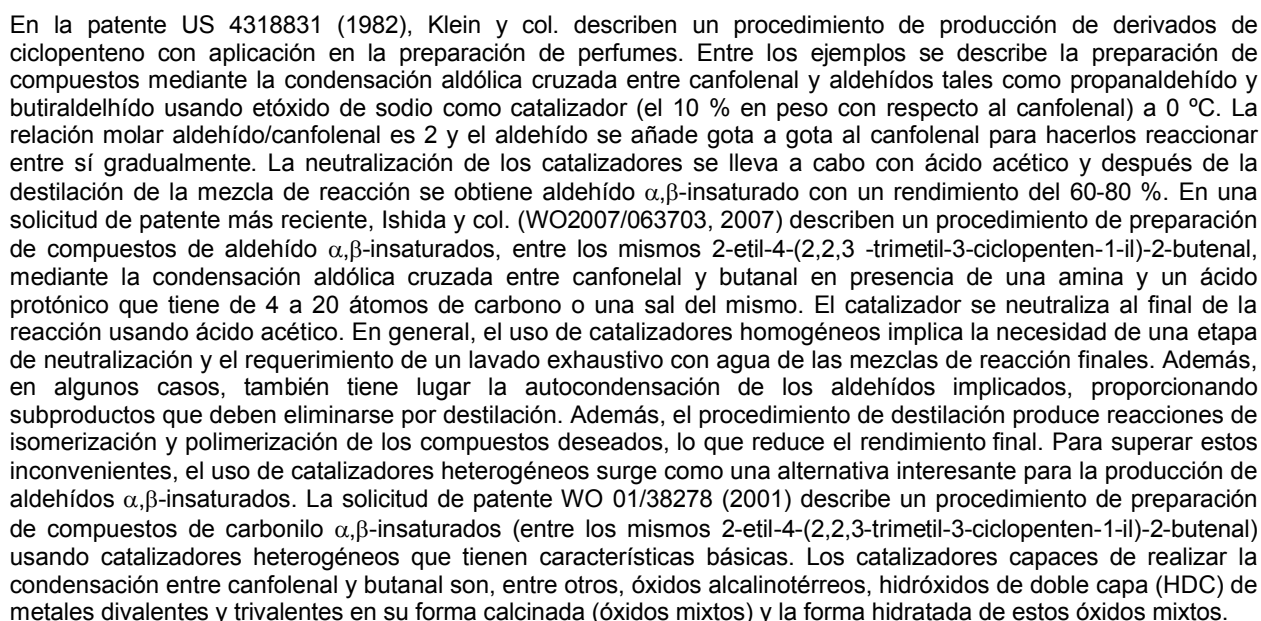 En la patente US 4318831 (1982), Klein y col. describen un procedimiento de producción de derivados de
ciclopenteno con aplicación en la preparación de perfumes. Entre los ejemplos se describe la preparación de
compuestos mediante la condensación aldólica cruzada entre canfolenal y aldehídos tales como propanaldehído y
butiraldelhído usando etóxido de sodio como catalizador (el 10 % en peso con respecto al canfolenal) a 0 ºC. La
relación molar aldehído/canfolenal es 2 y el aldehído se añade gota a gota al canfolenal para hacerlos reaccionar
entre sí gradualmente. La neutralización de los catalizadores se lleva a cabo con ácido acético y después de la
destilación de la mezcla de reacción se obtiene aldehído α,β-insaturado con un rendimiento del 60-80 %. En una
solicitud de patente más reciente, Ishida y col. (WO2007/063703, 2007) describen un procedimiento de preparación
de compuestos de aldehído α,β-insaturados, entre los mismos 2-etil-4-(2,2,3 -trimetil-3-ciclopenten-1-il)-2-butenal,
mediante la condensación aldólica cruzada entre canfonelal y butanal en presencia de una amina y un ácido
protónico que tiene de 4 a 20 átomos de carbono o una sal del mismo. El catalizador se neutraliza al final de la
reacción usando ácido acético. En general, el uso de catalizadores homogéneos implica la necesidad de una etapa
de neutralización y el requerimiento de un lavado exhaustivo con agua de las mezclas de reacción finales. Además,
en algunos casos, también tiene lugar la autocondensación de los aldehídos implicados, proporcionando
subproductos que deben eliminarse por destilación. Además, el procedimiento de destilación produce reacciones de
isomerización y polimerización de los compuestos deseados, lo que reduce el rendimiento final. Para superar estos
inconvenientes, el uso de catalizadores heterogéneos surge como una alternativa interesante para la producción de
aldehídos α,β-insaturados. La solicitud de patente WO 01/38278 (2001) describe un procedimiento de preparación
de compuestos de carbonilo α,β-insaturados (entre los mismos 2-etil-4-(2,2,3-trimetil-3-ciclopenten-1-il)-2-butenal)
usando catalizadores heterogéneos que tienen características básicas. Los catalizadores capaces de realizar la
condensación entre canfolenal y butanal son, entre otros, óxidos alcalinotérreos, hidróxidos de doble capa (HDC) de
metales divalentes y trivalentes en su forma calcinada (óxidos mixtos) y la forma hidratada de estos óxidos mixtos.